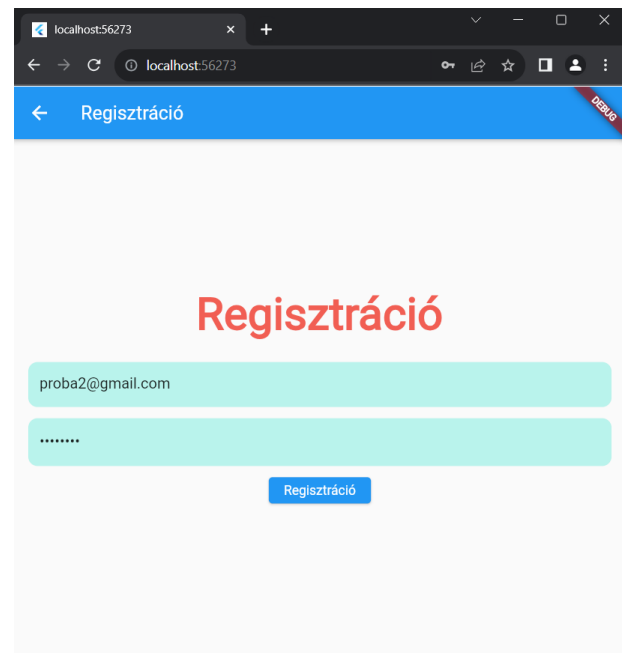 localhost:56273
localhost:56273
Regisztráció
DEBUG
Regisztráció
proba2@gmail.com
••••••••
Regisztráció